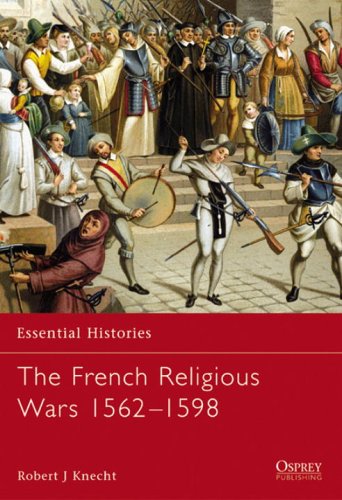 Essential Histories
The French Religious
Wars 1562–1598
Robert J Knecht
OSPREY
PUBLISHING